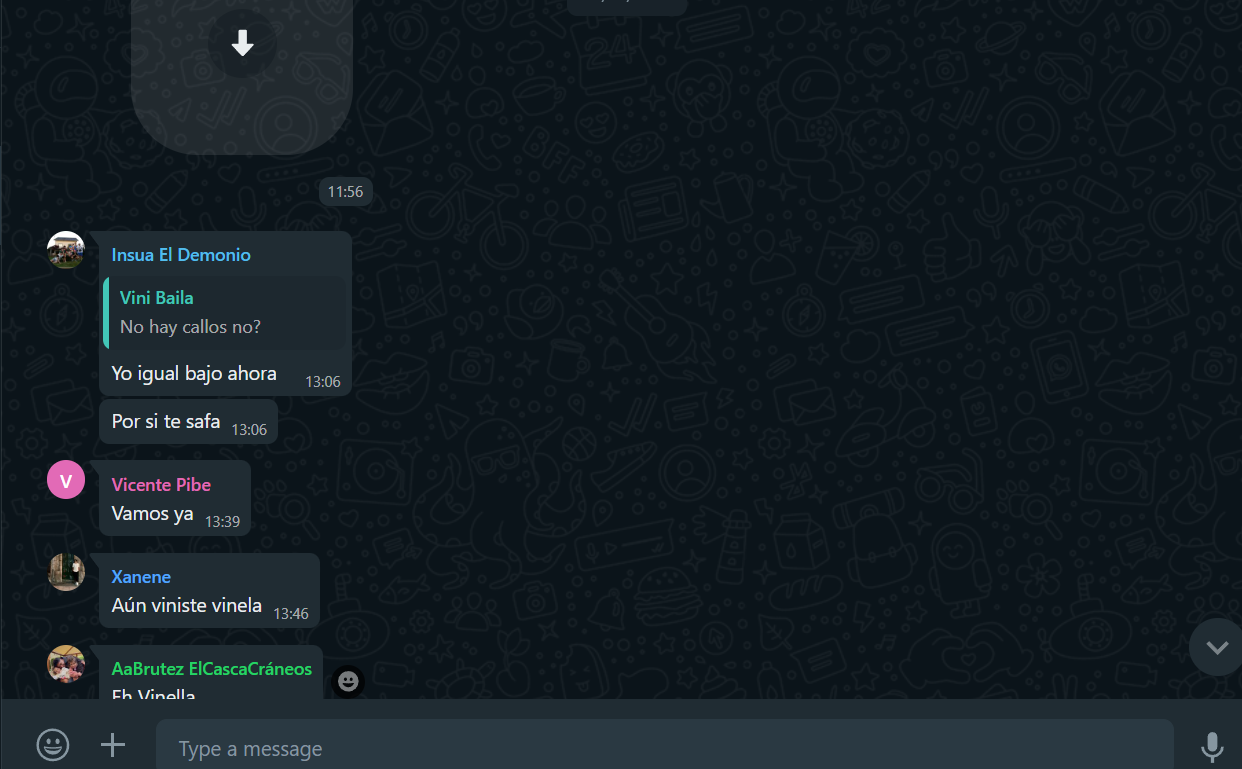 11:56
Insua El Demonio
Vini Baila
No hay callos no?
Yo igual bajo ahora 13:06
Por si te safa 13:06
V
Vicente Pibe
Vamos ya 13:39
Xanene
Aún viniste vinela 13:46
AaBrutez ElCascaCráneos
Eh Vinella
Type a message